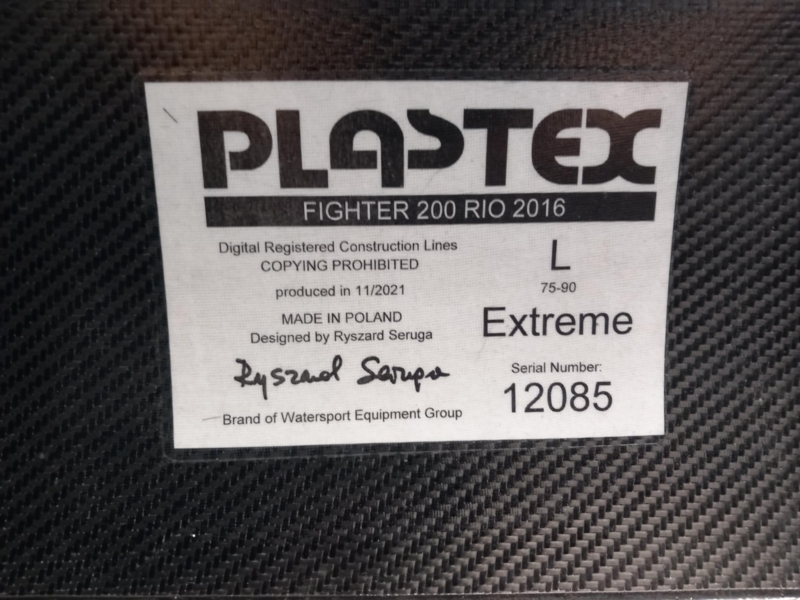 PLASTEX
FIGHTER 200 RIO 2016
Digital Registered Construction Lines
COPYING PROHIBITED
produced in 11/2021
MADE IN POLAND
Designed by Ryszard Seruga
Ryszard Seruga
Brand of Watersport Equipment Group
L
75-90
Extreme
Serial Number:
12085